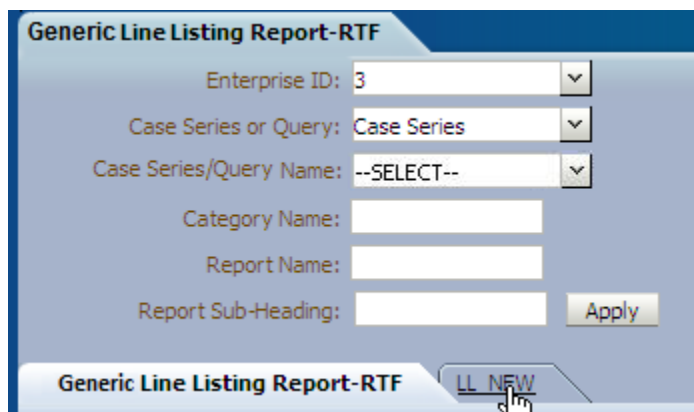 Generic Line Listing Report-RTF
Enterprise ID: 3
Case Series or Query: Case Series
Case Series/Query Name: --SELECT--
Category Name:
Report Name:
Report Sub-Heading: Apply
Generic Line Listing Report-RTF LL_NEW